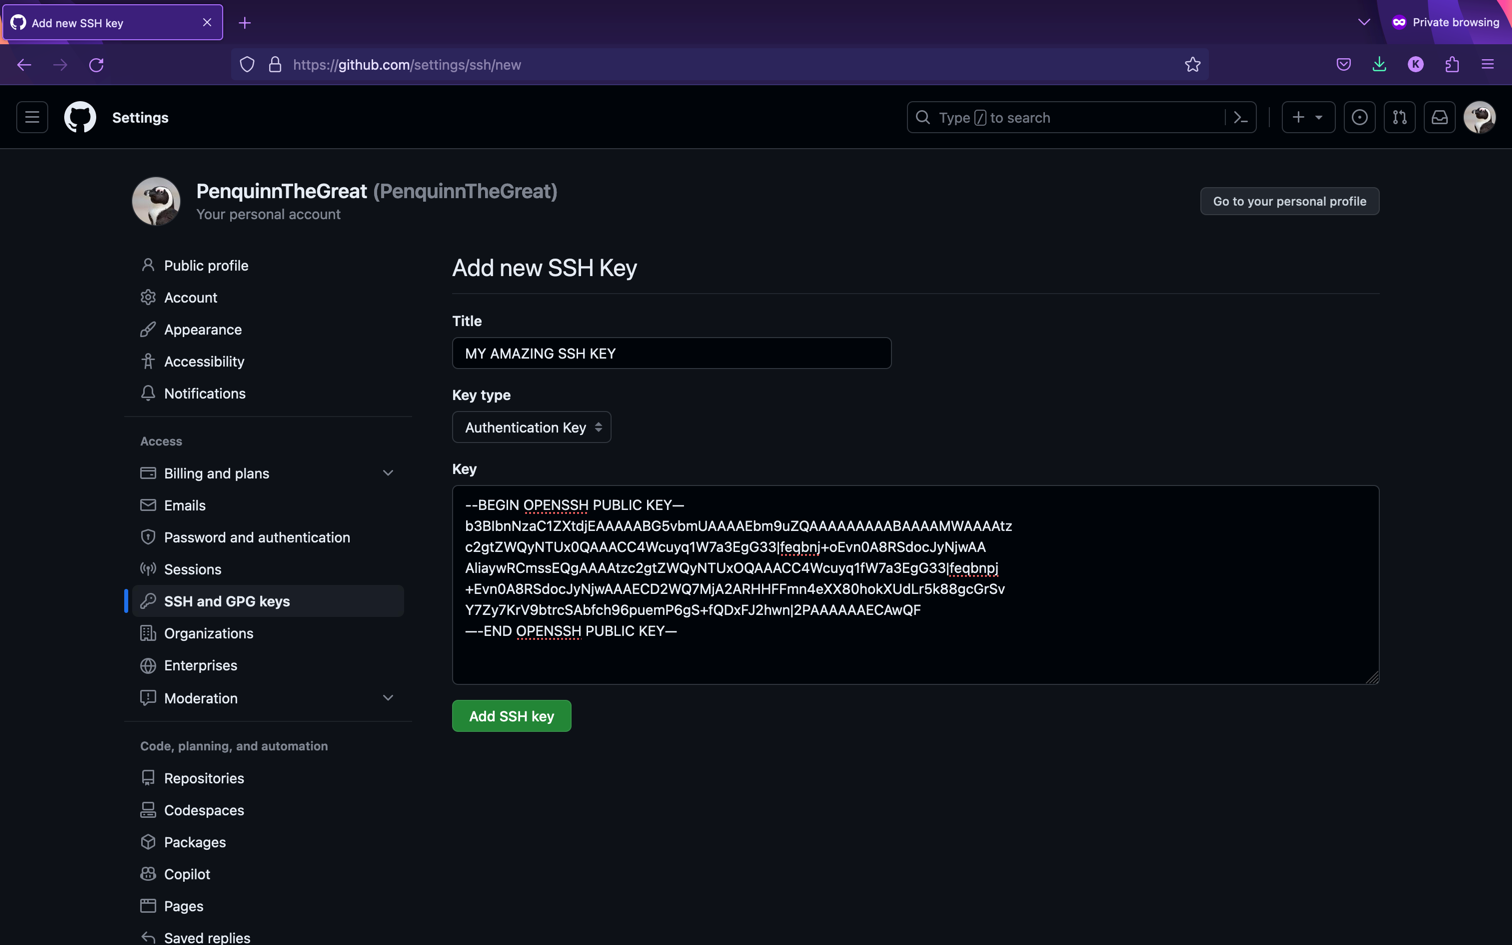 Add new SSH key
Private browsing
https://github.com/settings/ssh/new
K
Settings
Type / to search
PenquinnTheGreat (PenquinnTheGreat)
Your personal account
Go to your personal profile
Public profile
Account
Appearance
Accessibility
Notifications
Access
Billing and plans
Emails
Password and authentication
Sessions
SSH and GPG keys
Organizations
Enterprises
Moderation
Code, planning, and automation
Repositories
Codespaces
Packages
Copilot
Pages
Saved replies
Add new SSH Key
Title
MY AMAZING SSH KEY
Key type
Authentication Key
Key
--BEGIN OPENSSH PUBLIC KEY—
b3BlbnNzaC1ZXtdjEAAAAABG5vbmUAAAAEbm9uZQAAAAAAAAABAAAAMWAAAAtz
c2gtZWQyNTUx0QAAACC4Wcuyq1W7a3EgG33|feqbnj+oEvn0A8RSdocJyNjwAA
AliaywRCmssEQgAAAAtzc2gtZWQyNTUxOQAAACC4Wcuyq1fW7a3EgG33|feqbnpj
+Evn0A8RSdocJyNjwAAAECD2WQ7MjA2ARHHFFmn4eXX80hokXUdLr5k88gcGrSv
Y7Zy7KrV9btrcSAbfch96puemP6gS+fQDxFJ2hwn|2PAAAAAAECAwQF
—-END OPENSSH PUBLIC KEY—
Add SSH key